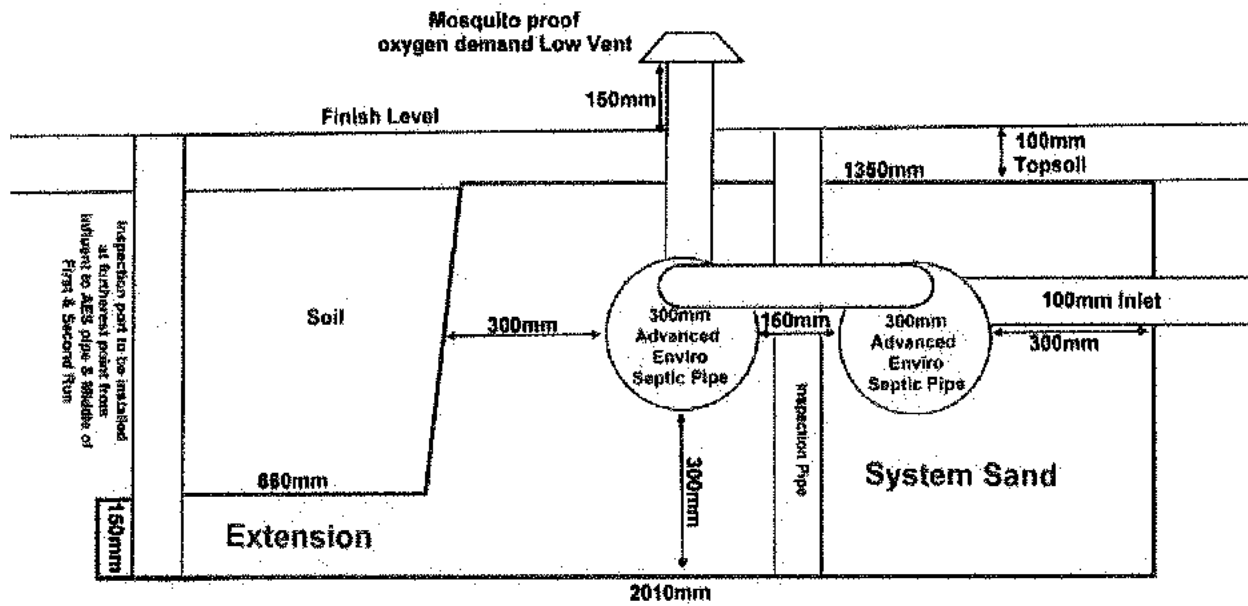 Mosquito proof
oxygen demand Low Vent
150mm
Finish Level
100mm
Topsoil
1350mm
Inspection port to be installed
at furtherest point from
influent to AES pipe & Middle of
First & Second Run
Soil
300mm
300mm
Advanced
Enviro
Septic Pipe
150mm
300mm
Advanced
Enviro
Septic Pipe
100mm Inlet
300mm
300mm
Inspection Pipe
System Sand
660mm
150mm
Extension
2010mm